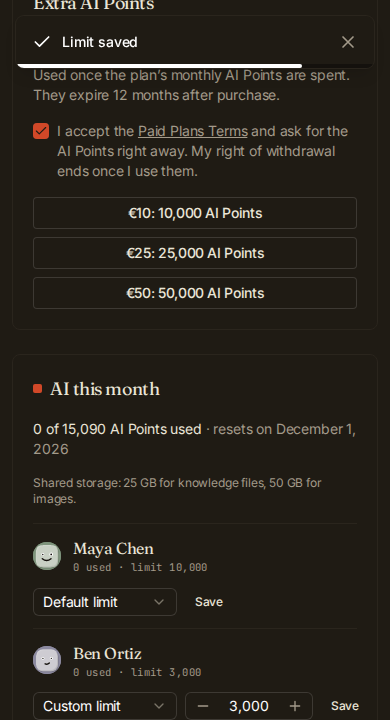 Extra AI Points
Limit saved
Used once the plan's monthly AI Points are spent.
They expire 12 months after purchase.
I accept the Paid Plans Terms and ask for the
AI Points right away. My right of withdrawal
ends once I use them.
€10: 10,000 AI Points
€25: 25,000 AI Points
€50: 50,000 AI Points
AI this month
0 of 15,090 AI Points used · resets on December 1,
2026
Shared storage: 25 GB for knowledge files, 50 GB for
images.
Maya Chen
0 used · limit 10,000
Default limit Save
Ben Ortiz
0 used · limit 3,000
Custom limit − 3,000 + Save